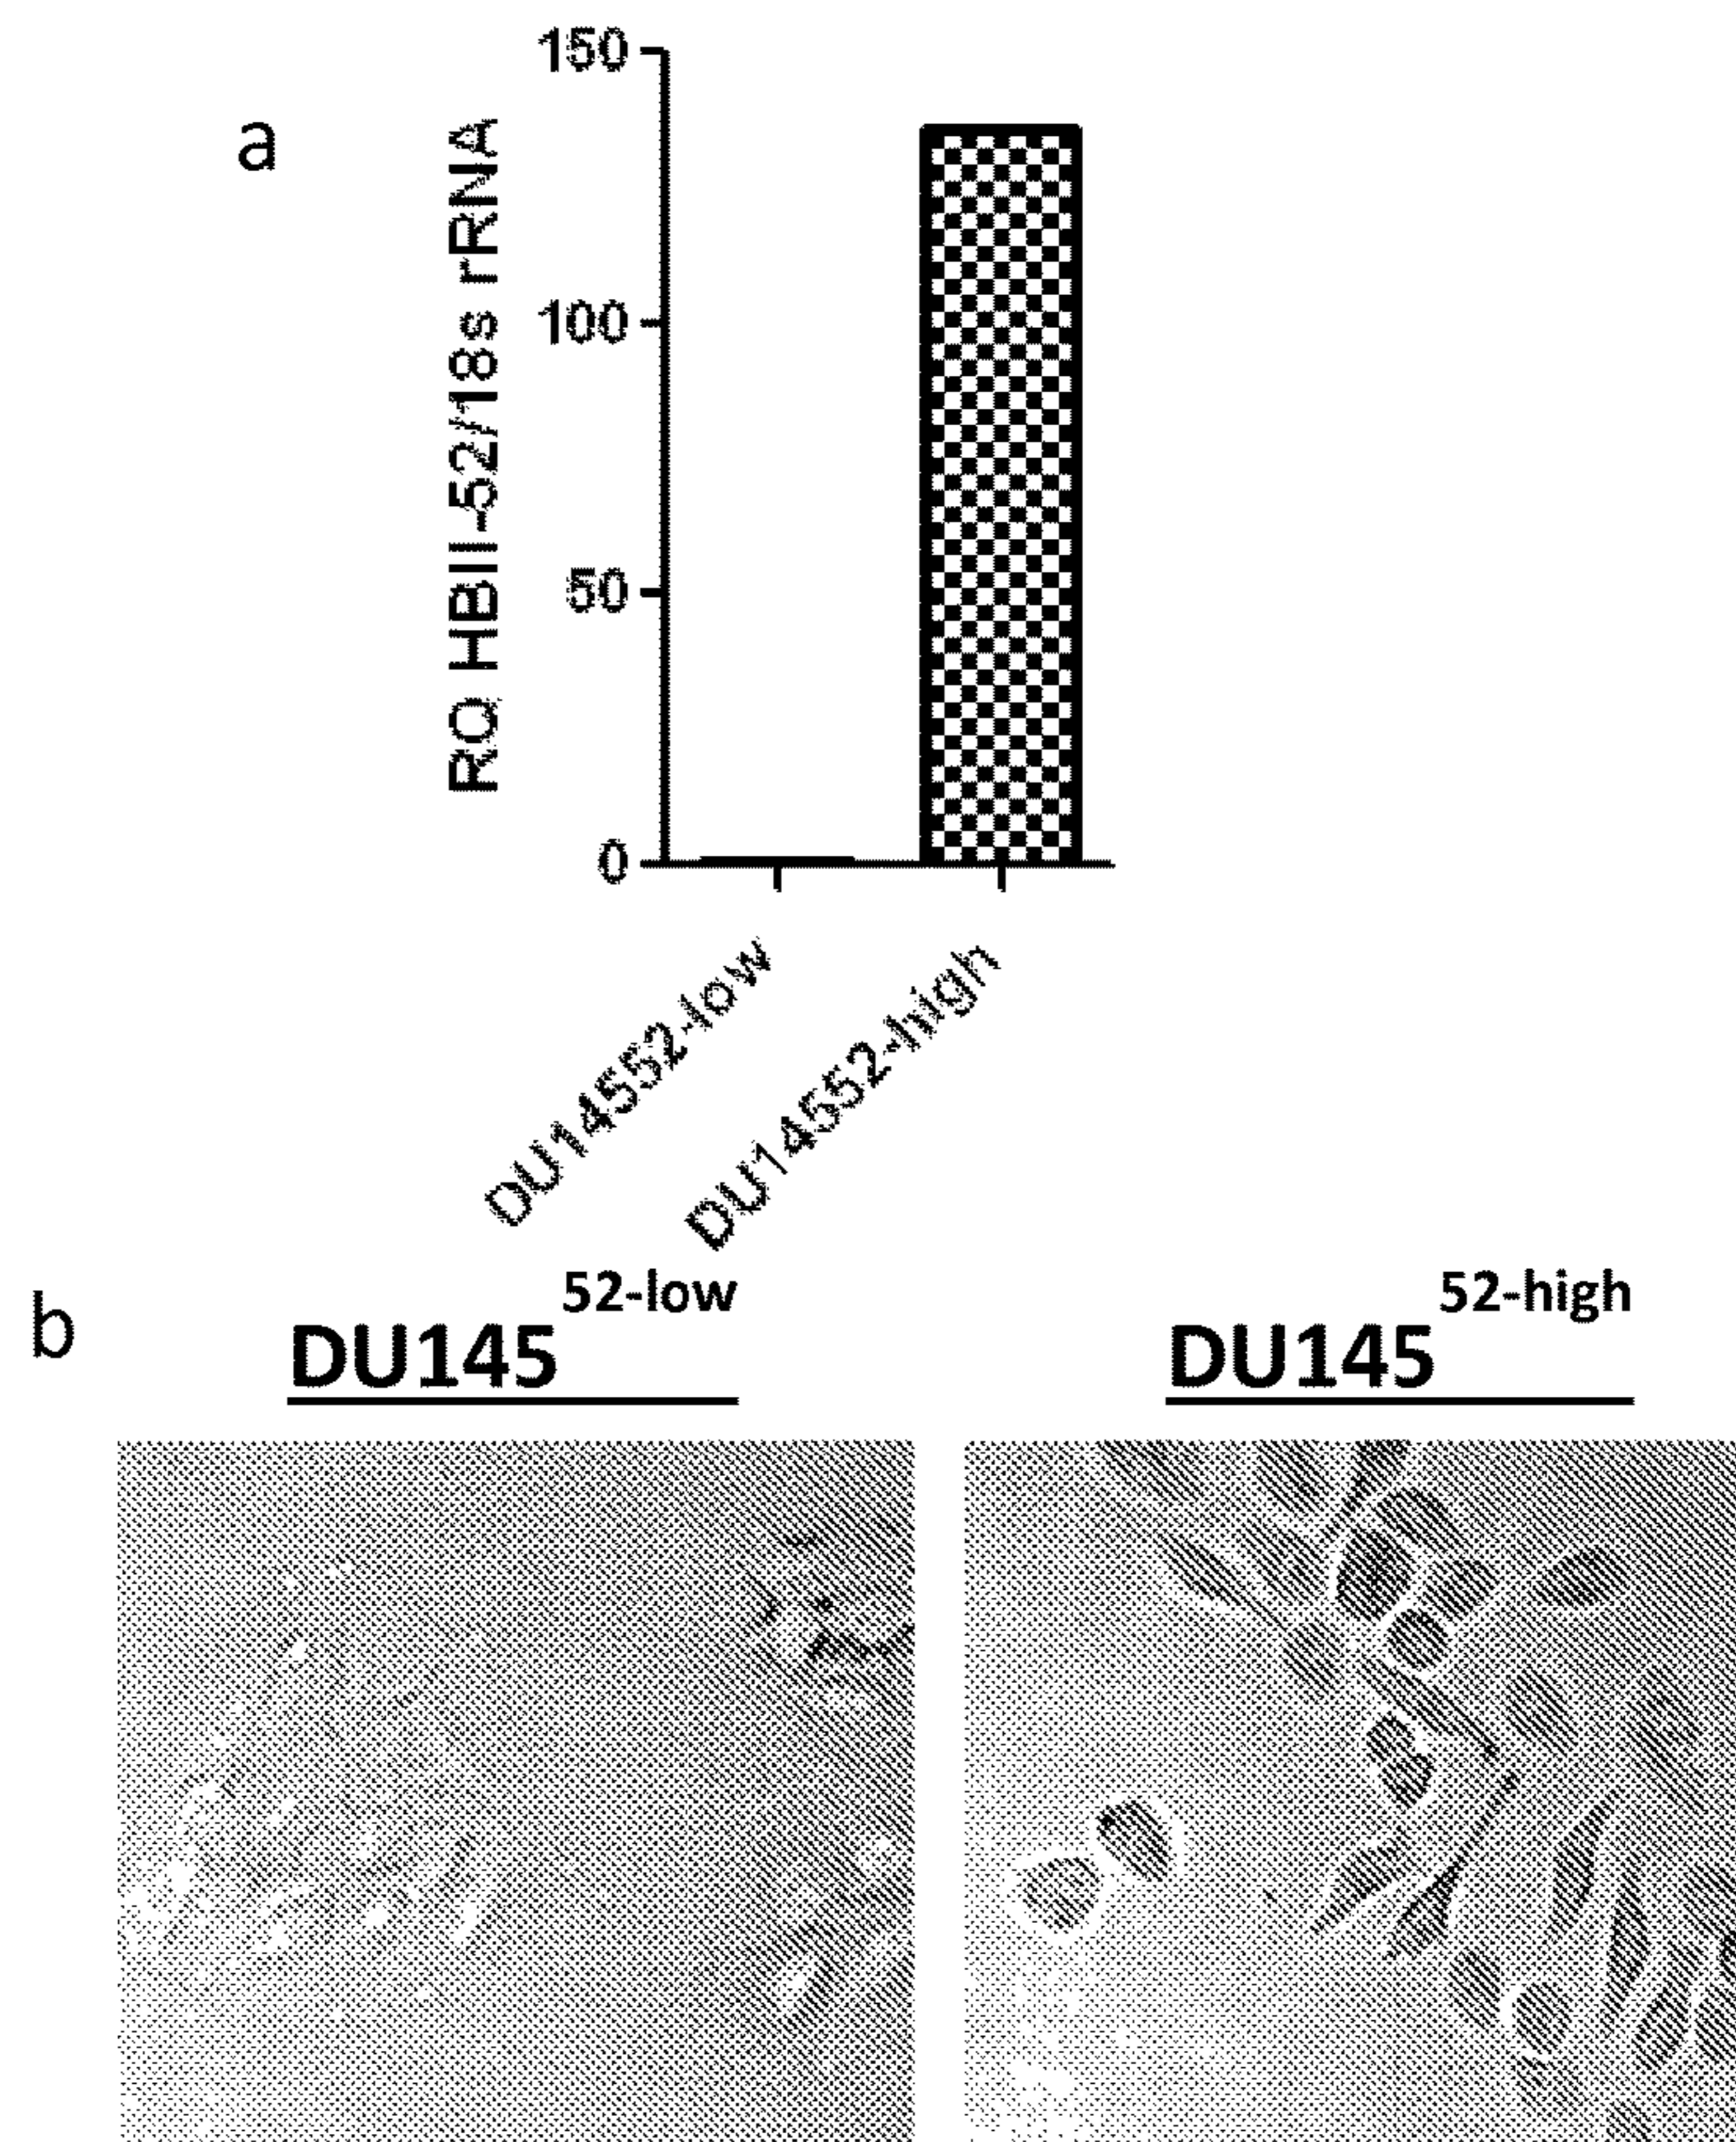 a
RQ HBII-52/18s rRNA
150
100
50
0
DU14552-low
DU14552-high
b
DU145 52-low
DU145 52-high